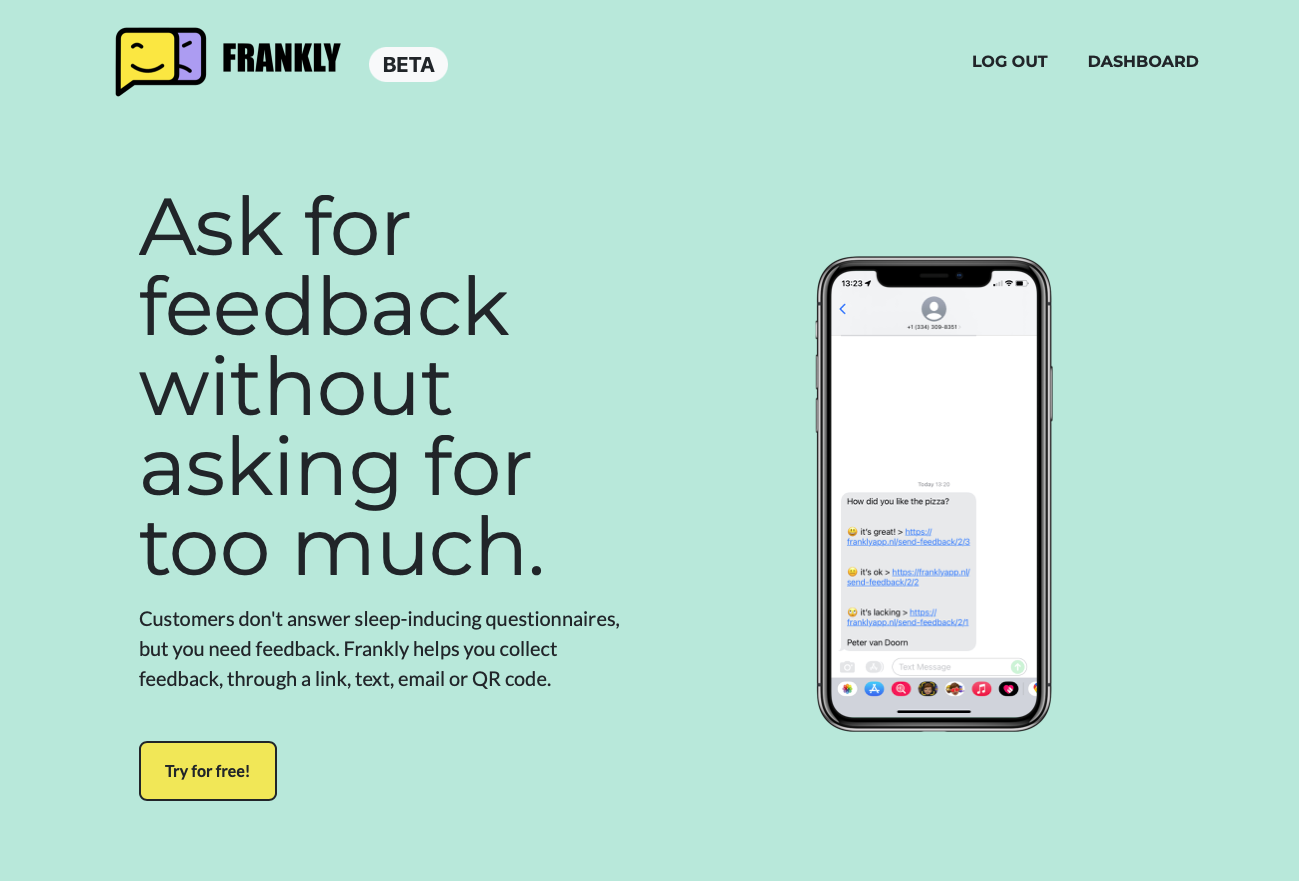 FRANKLY
BETA
LOG OUT
DASHBOARD
Ask for
feedback
without
asking for
too much.
Customers don't answer sleep-inducing questionnaires,
but you need feedback. Frankly helps you collect
feedback, through a link, text, email or QR code.
Try for free!
13:23
+1 (334) 309-8351
Today 13:20
How did you like the pizza?
😀 it's great! > https://
franklyapp.nl/send-feedback/2/3
😐 it's ok > https://franklyapp.nl/
send-feedback/2/2
it's lacking > https://
franklyapp.nl/send-feedback/2/1
Peter van Doorn
Text Message